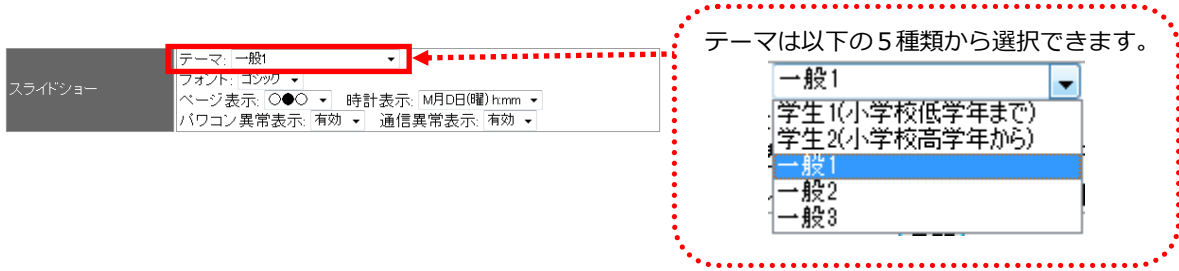 スライドショー
テーマ: 一般1
フォント: ゴシック
ページ表示: ○●○ 時計表示: M月D日(曜) h:mm
パワコン異常表示: 有効 通信異常表示: 有効
テーマは以下の5種類から選択できます。
一般1
学生1(小学校低学年まで)
学生2(小学校高学年から)
一般1
一般2
一般3